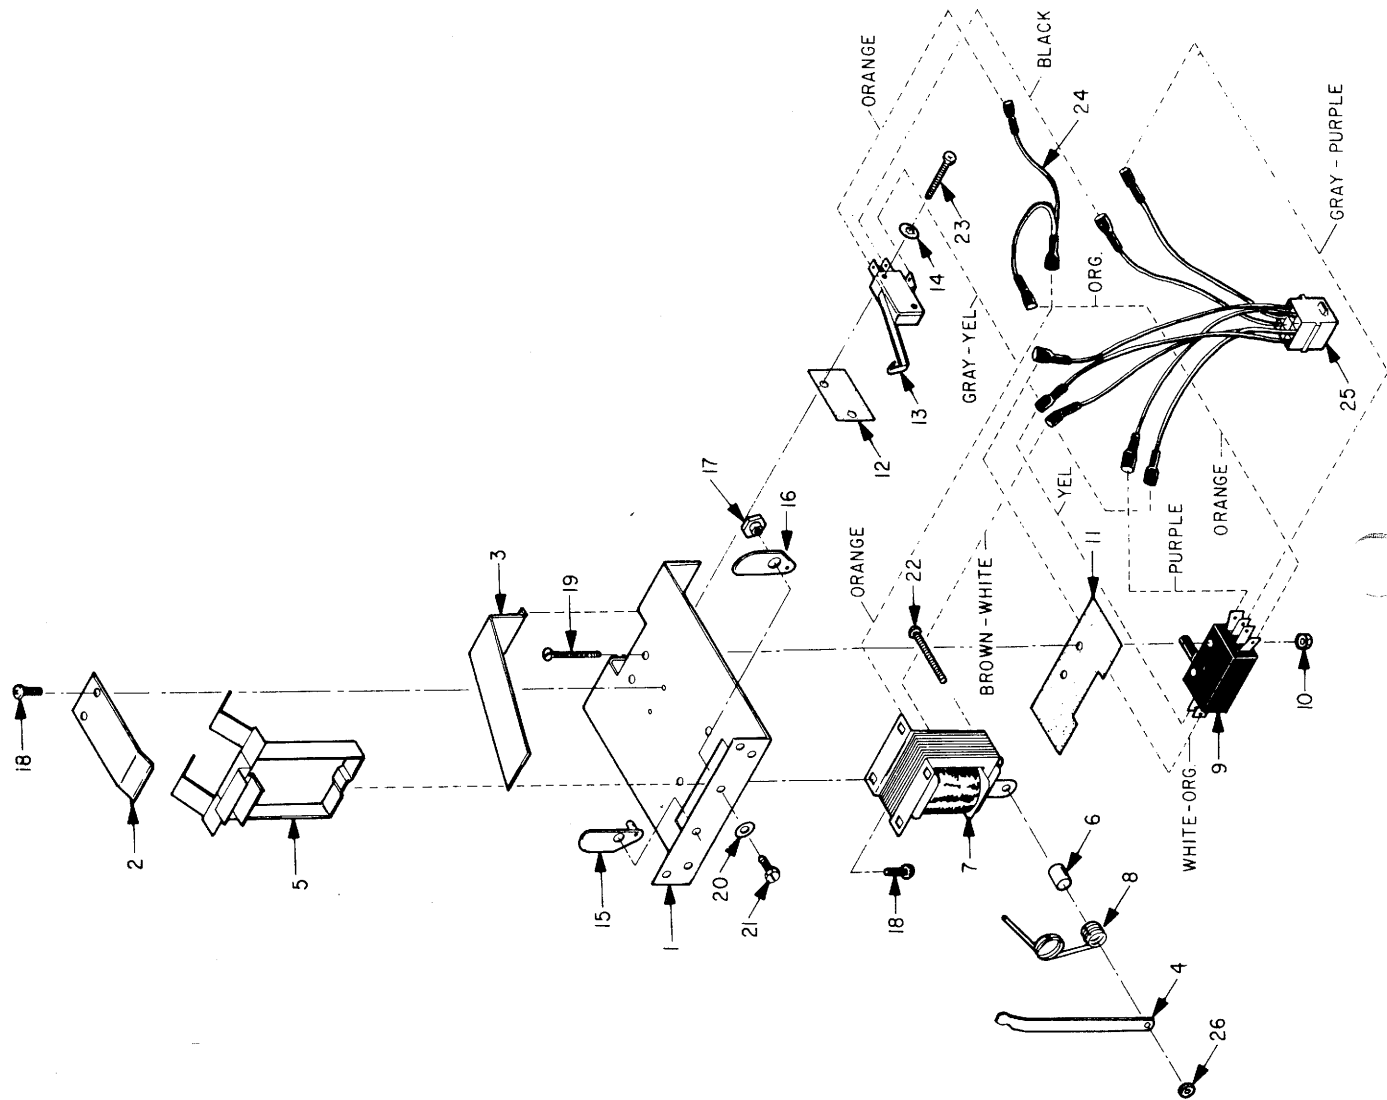 ORANGE
BLACK
24
GRAY - PURPLE
23
14
ORG.
GRAY-YEL
13
12
25
17
16
YEL
ORANGE
3
19
ORANGE
22
BROWN - WHITE
11
PURPLE
10
18
2
5
9
WHITE-ORG.
15
1
20
21
18
7
6
8
4
26